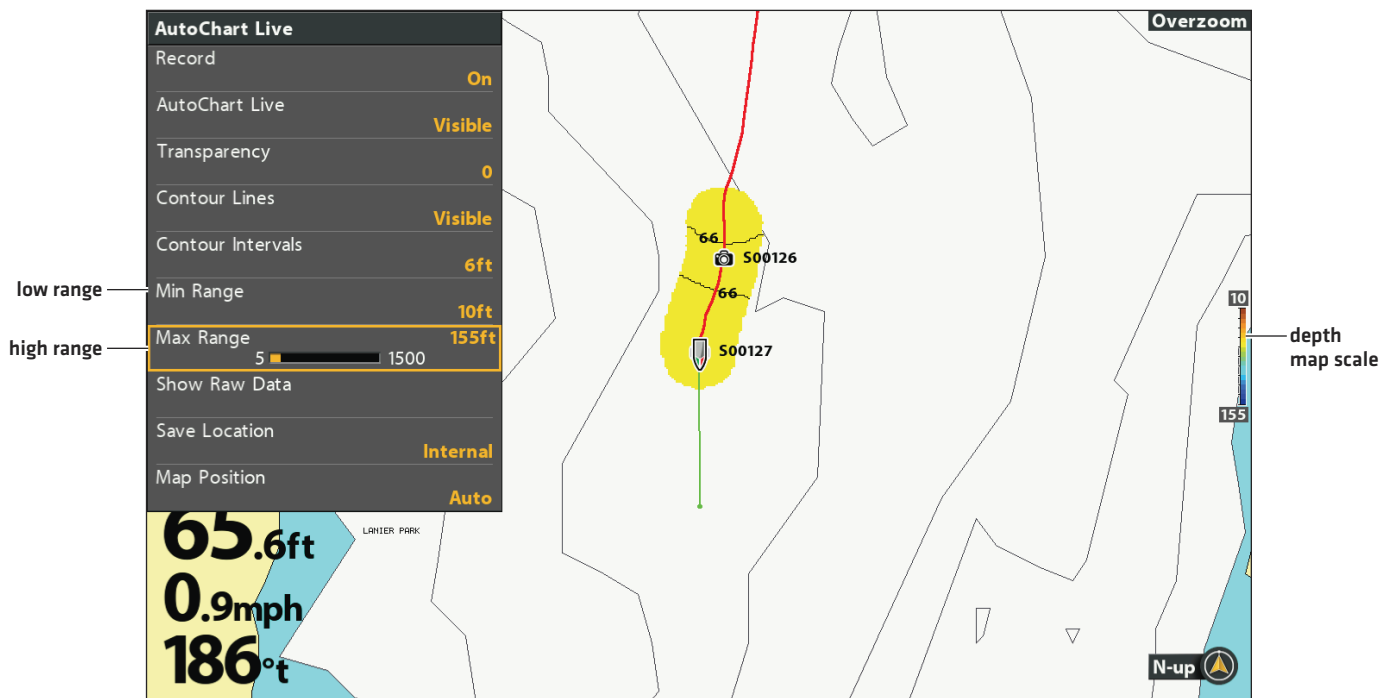 AutoChart Live
Record
On
AutoChart Live
Visible
Transparency
0
Contour Lines
Visible
Contour Intervals
6ft
low range
Min Range
10ft
high range
Max Range 155ft
5 1500
Show Raw Data
Save Location
Internal
Map Position
Auto
65.6ft
0.9mph
186°t
LANIER PARK
Overzoom
66
S00126
66
S00127
10
155
depth
map scale
N-up